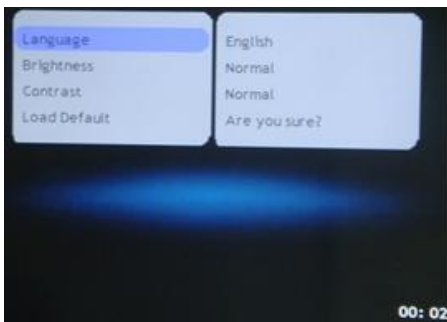 Language English
Brightness Normal
Contrast Normal
Load Default Are you sure?
00: 02